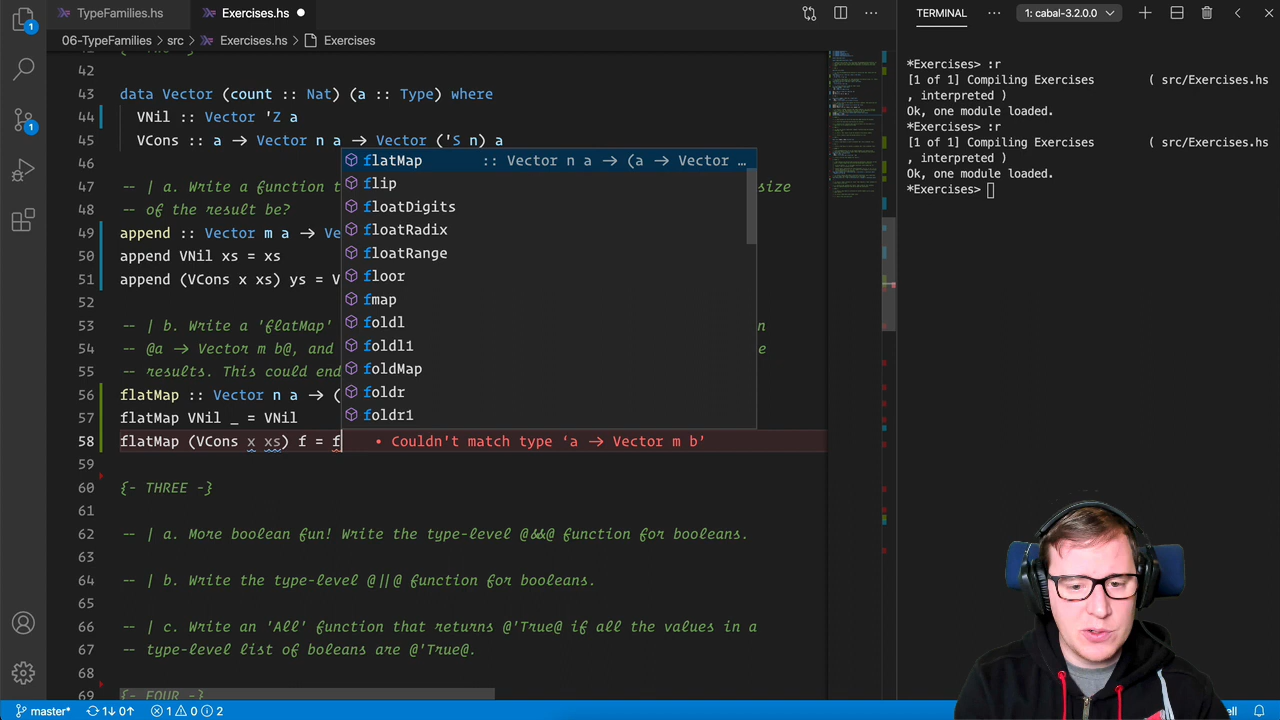 TypeFamilies.hs
Exercises.hs
TERMINAL
1: cabal-3.2.0.0
06-TypeFamilies > src > Exercises.hs > Exercises
42
43 data Vector (count :: Nat) (a :: Type) where
44 VNil :: Vector 'Z a
VCons :: a → Vector n a → Vector ('S n) a
46
48 -- of the result be?
size
49 append :: Vector m a → Ve
50 append VNil xs = xs
51 append (VCons x xs) ys = V
52
53 -- | b. Write a 'flatMap'
54 -- @a → Vector m b@, and
55 -- results. This could end
56 flatMap :: Vector n a → (
57 flatMap VNil _ = VNil
58 flatMap (VCons x xs) f = f • Couldn't match type ‘a → Vector m b’
59
60 {- THREE -}
61
62 -- | a. More boolean fun! Write the type-level @&&@ function for booleans.
63
64 -- | b. Write the type-level @||@ function for booleans.
65
66 -- | c. Write an 'All' function that returns @'True@ if all the values in a
67 -- type-level list of boleans are @'True@.
68
69 {- FOUR -}
flatMap :: Vector n a → (a → Vector …
flip
floatDigits
floatRadix
floatRange
floor
fmap
foldl
foldl1
foldMap
foldr
foldr1
*Exercises> :r
[1 of 1] Compiling Exercises ( src/Exercises.hs
, interpreted )
Ok, one module loaded.
*Exercises> :r
[1 of 1] Compiling Exercises ( src/Exercises.hs
, interpreted )
Ok, one module loaded.
*Exercises>
1
1
master* 1↓ 0↑ 1 0 2